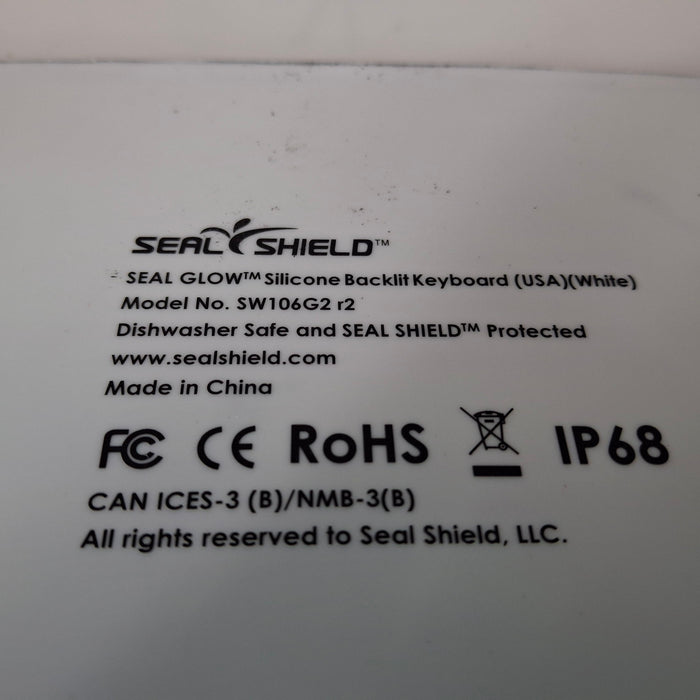 SEAL SHIELD™
SEAL GLOW™ Silicone Backlit Keyboard (USA)(White)
Model No. SW106G2 r2
Dishwasher Safe and SEAL SHIELD™ Protected
www.sealshield.com
Made in China
FC CE RoHS IP68
CAN ICES-3 (B)/NMB-3(B)
All rights reserved to Seal Shield, LLC.